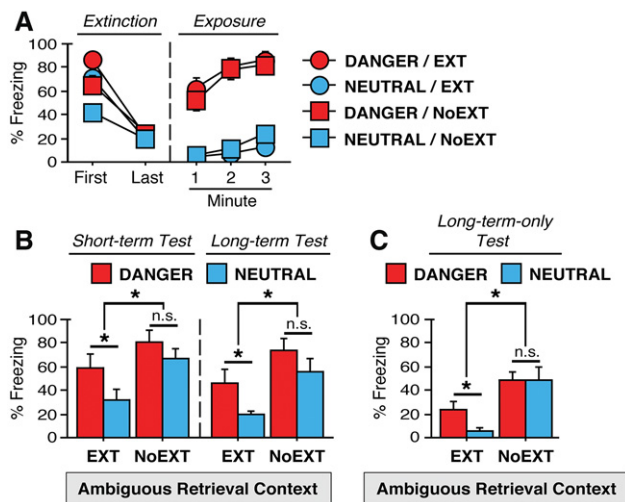 A
Extinction
Exposure
% Freezing
100
80
60
40
20
0
First
Last
1
2
3
Minute
DANGER / EXT
NEUTRAL / EXT
DANGER / NoEXT
NEUTRAL / NoEXT
B
Short-term Test
Long-term Test
DANGER
NEUTRAL
% Freezing
100
80
60
40
20
0
*
*
n.s.
*
*
n.s.
EXT
NoEXT
EXT
NoEXT
Ambiguous Retrieval Context
C
Long-term-only
Test
DANGER
NEUTRAL
% Freezing
100
80
60
40
20
0
*
*
n.s.
EXT
NoEXT
Ambiguous Retrieval Context